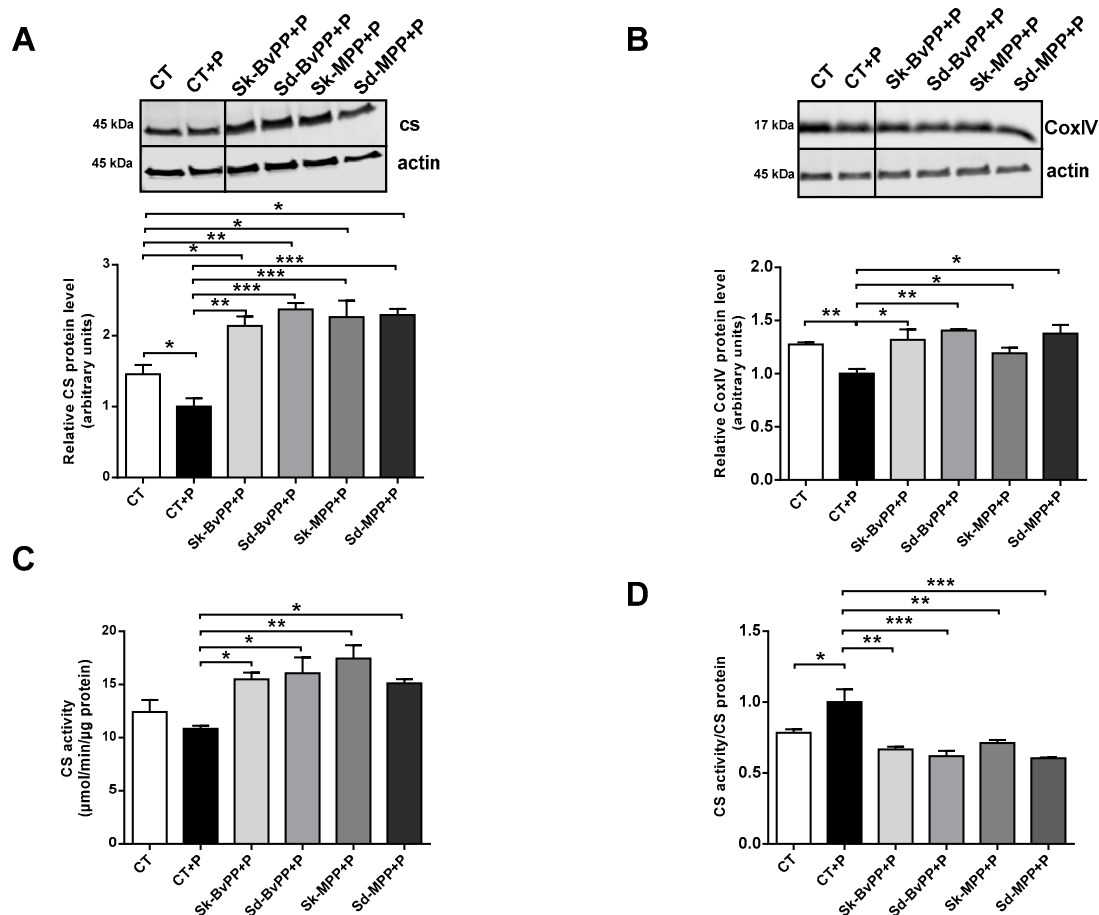 A
CT
CT+P
Sk-BvPP+P
Sd-BvPP+P
Sk-MPP+P
Sd-MPP+P
45 kDa
cs
45 kDa
actin
*
*
**
*
***
***
***
**
*
3
2
1
0
Relative CS protein level
(arbitrary units)
CT
CT+P
Sk-BvPP+P
Sd-BvPP+P
Sk-MPP+P
Sd-MPP+P
B
CT
CT+P
Sk-BvPP+P
Sd-BvPP+P
Sk-MPP+P
Sd-MPP+P
17 kDa
CoxIV
45 kDa
actin
*
*
**
**
*
2.0
1.5
1.0
0.5
0.0
Relative CoxIV protein level
(arbitrary units)
CT
CT+P
Sk-BvPP+P
Sd-BvPP+P
Sk-MPP+P
Sd-MPP+P
C
*
**
*
*
20
15
10
5
0
CS activity
(µmol/min/µg protein)
CT
CT+P
Sk-BvPP+P
Sd-BvPP+P
Sk-MPP+P
Sd-MPP+P
D
***
**
***
**
*
1.5
1.0
0.5
0.0
CS activity/CS protein
CT
CT+P
Sk-BvPP+P
Sd-BvPP+P
Sk-MPP+P
Sd-MPP+P